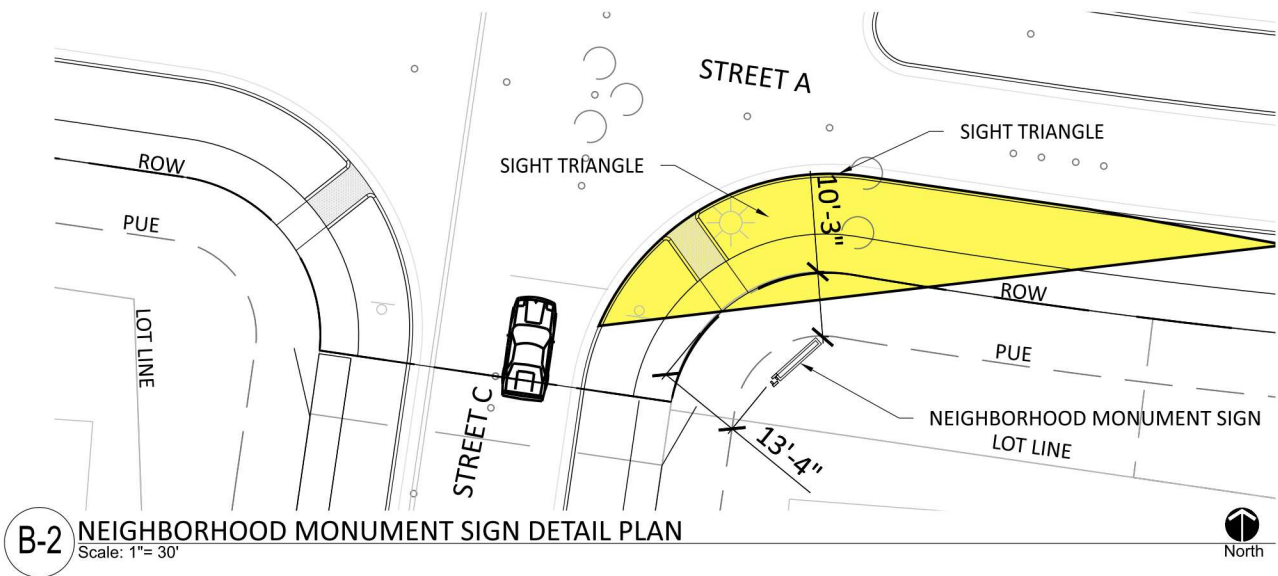 STREET A
SIGHT TRIANGLE
SIGHT TRIANGLE
ROW
PUE
10'-3"
LOT LINE
ROW
PUE
STREET C
NEIGHBORHOOD MONUMENT SIGN
LOT LINE
13'-4"
B-2
NEIGHBORHOOD MONUMENT SIGN DETAIL PLAN
Scale: 1"= 30'
North